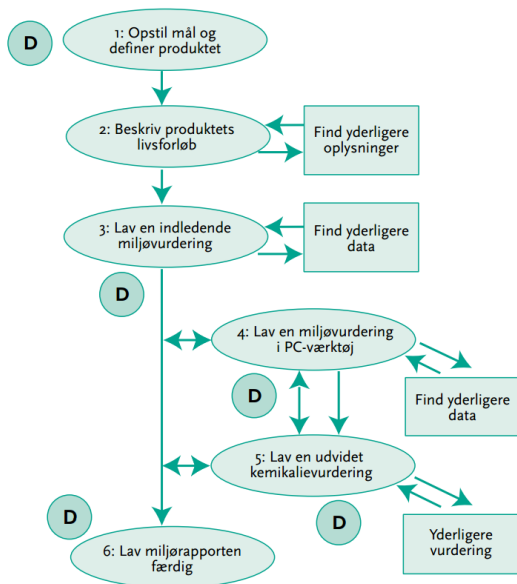 D
1: Opstil mål og
definer produktet
2: Beskriv produktets
livsforløb
Find yderligere
oplysninger
3: Lav en indledende
miljøvurdering
Find yderligere
data
D
4: Lav en miljøvurdering
i PC-værktøj
D
Find yderligere
data
5: Lav en udvidet
kemikalievurdering
D
D
Yderligere
vurdering
6: Lav miljørapporten
færdig